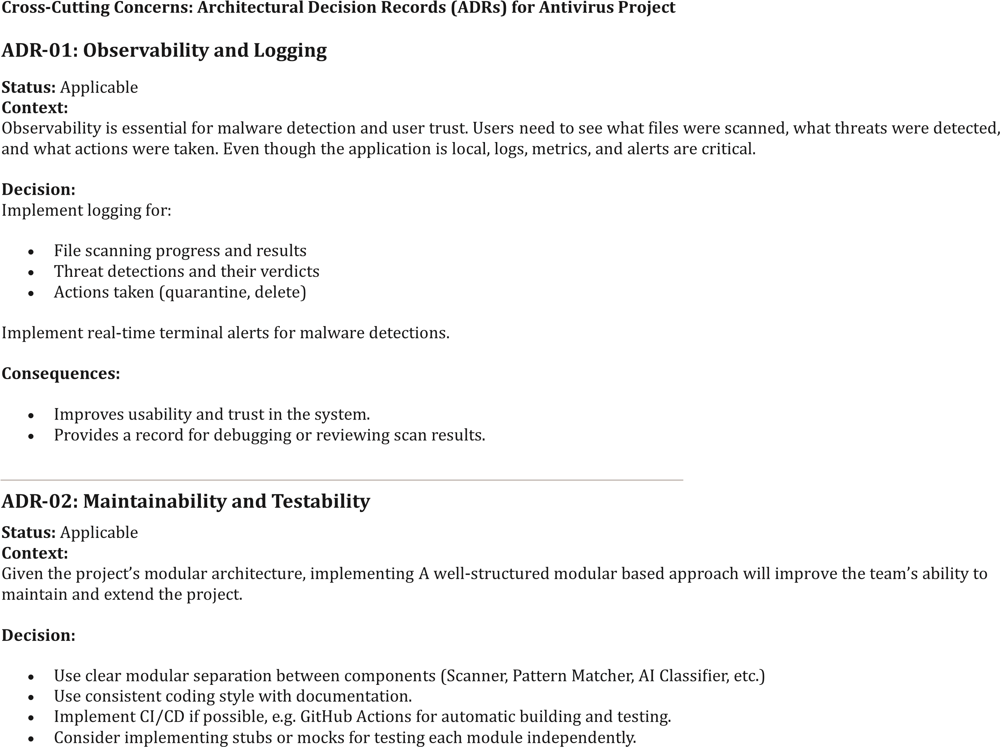 Cross-Cutting Concerns: Architectural Decision Records (ADRs) for Antivirus Project
ADR-01: Observability and Logging
Status: Applicable
Context:
Observability is essential for malware detection and user trust. Users need to see what files were scanned, what threats were detected,
and what actions were taken. Even though the application is local, logs, metrics, and alerts are critical.
Decision:
Implement logging for:
• File scanning progress and results
• Threat detections and their verdicts
• Actions taken (quarantine, delete)
Implement real-time terminal alerts for malware detections.
Consequences:
• Improves usability and trust in the system.
• Provides a record for debugging or reviewing scan results.
ADR-02: Maintainability and Testability
Status: Applicable
Context:
Given the project’s modular architecture, implementing A well-structured modular based approach will improve the team’s ability to
maintain and extend the project.
Decision:
• Use clear modular separation between components (Scanner, Pattern Matcher, AI Classifier, etc.)
• Use consistent coding style with documentation.
• Implement CI/CD if possible, e.g. GitHub Actions for automatic building and testing.
• Consider implementing stubs or mocks for testing each module independently.